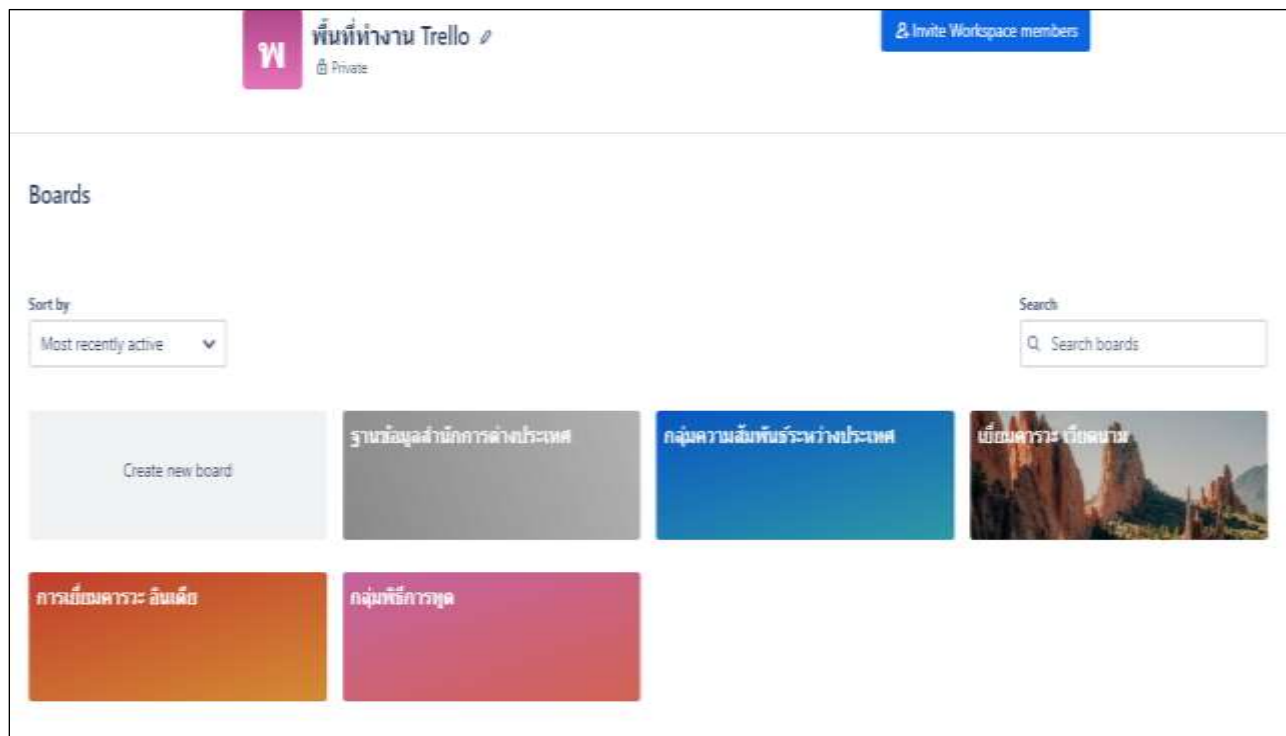 พ
พื้นที่ทำงาน Trello
Private
Invite Workspace members
Boards
Sort by
Search
Most recently active
Search boards
Create new board
ฐานข้อมูลสำนักการต่างประเทศ
กลุ่มความสัมพันธ์ระหว่างประเทศ
เยี่ยมคารวะ เวียดนาม
การเยี่ยมคารวะ อินเดีย
กลุ่มพิธีการทูต